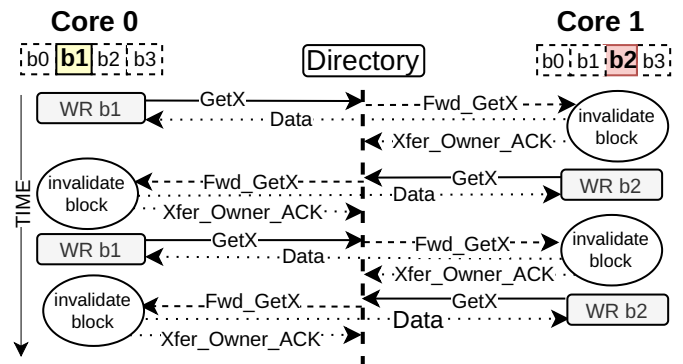 Core 0
Core 1
b0 b1 b2 b3
Directory
b0 b1 b2 b3
WR b1
GetX
Fwd_GetX
invalidate
block
Data
Xfer_Owner_ACK
TIME
invalidate
block
Fwd_GetX
GetX
WR b2
Data
Xfer_Owner_ACK
WR b1
GetX
Fwd_GetX
invalidate
block
Data
Xfer_Owner_ACK
invalidate
block
Fwd_GetX
GetX
WR b2
Data
Xfer_Owner_ACK